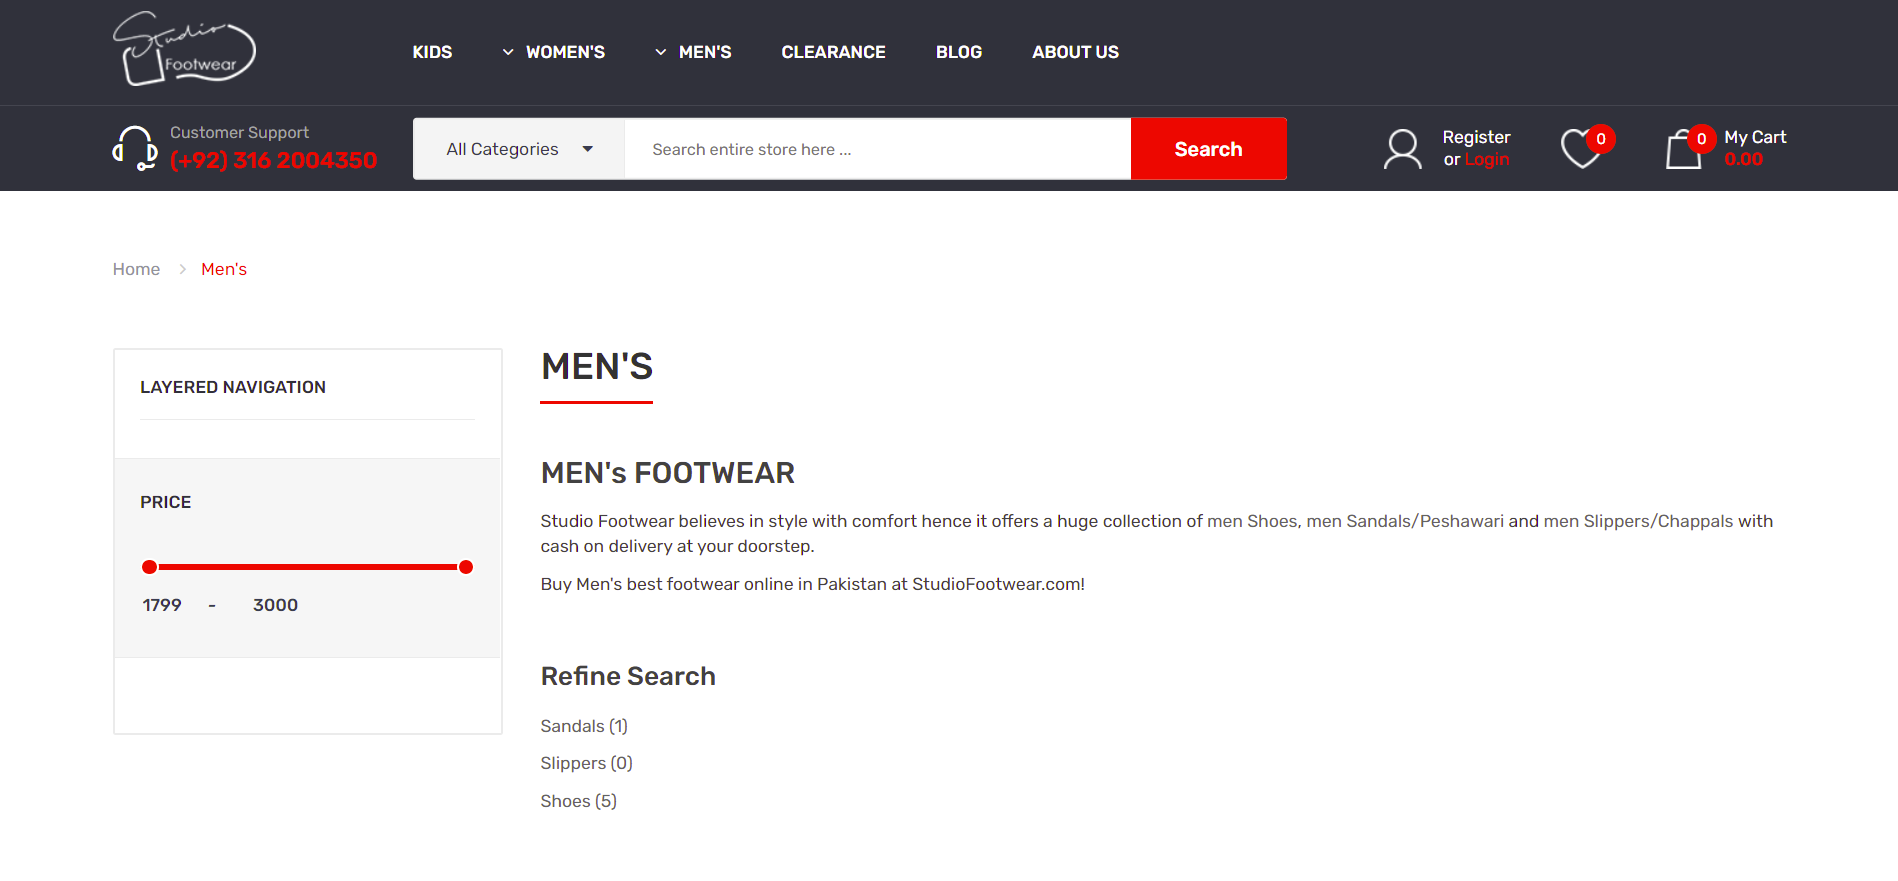 Studio
Footwear
KIDS WOMEN'S MEN'S CLEARANCE BLOG ABOUT US
Customer Support
(+92) 316 2004350
All Categories
Search entire store here ...
Search
Register
or Login
0
0
My Cart
0.00
Home > Men's
LAYERED NAVIGATION
PRICE
1799 - 3000
MEN'S
MEN's FOOTWEAR
Studio Footwear believes in style with comfort hence it offers a huge collection of men Shoes, men Sandals/Peshawari and men Slippers/Chappals with
cash on delivery at your doorstep.
Buy Men's best footwear online in Pakistan at StudioFootwear.com!
Refine Search
Sandals (1)
Slippers (0)
Shoes (5)